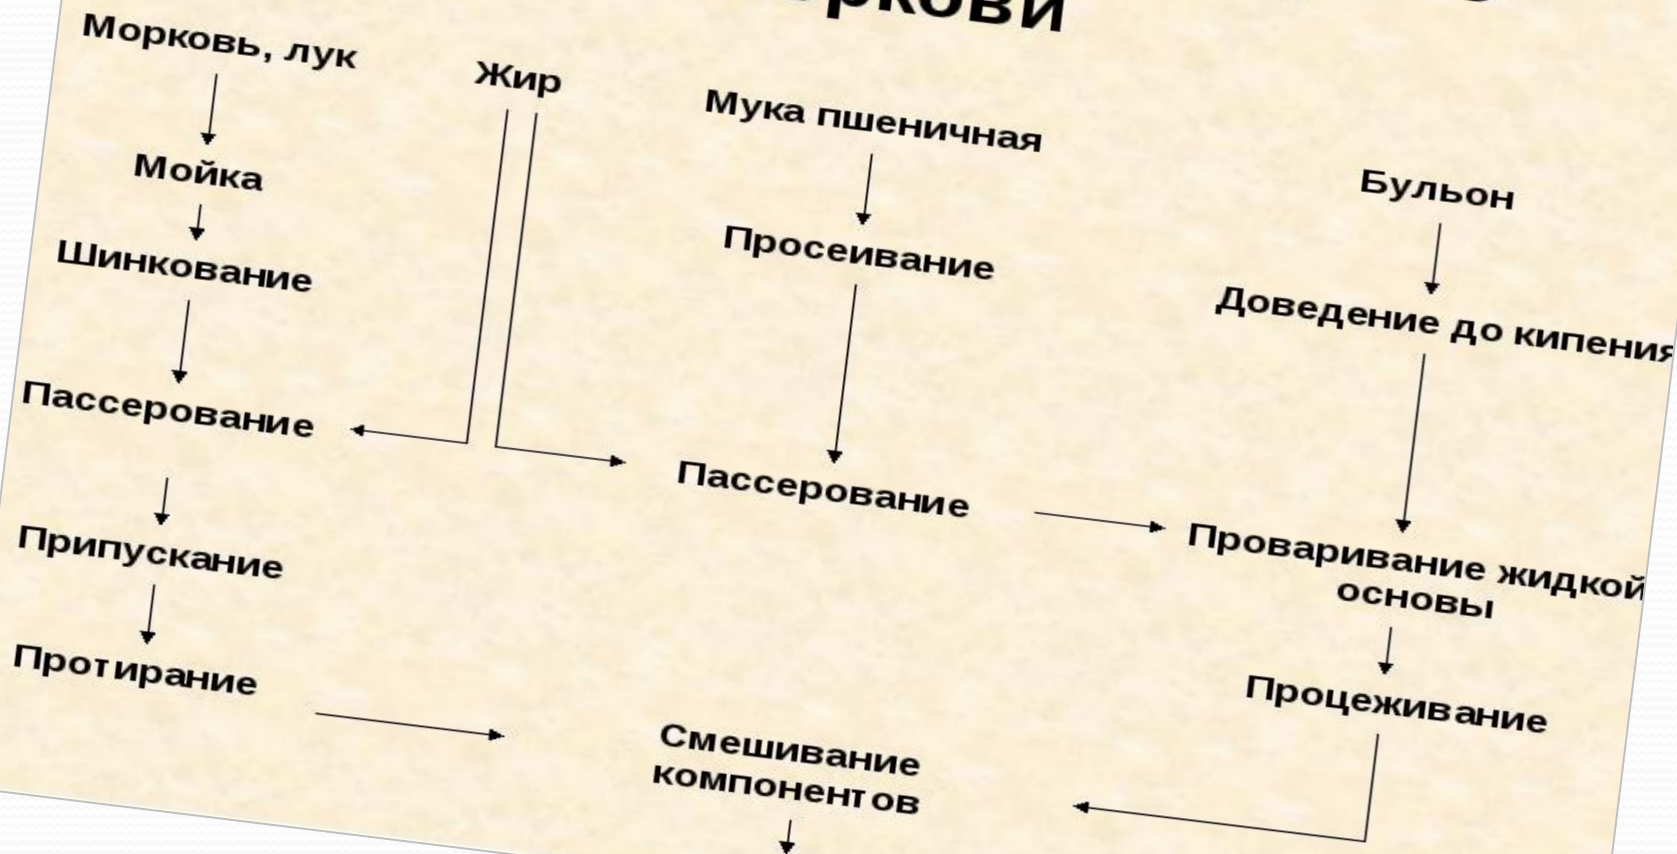 Морковь, лук
Жир
Мука пшеничная
Бульон
Мойка
Просеивание
Шинкование
Доведение до кипения
Пассерование
Пассерование
Проваривание жидкой
основы
Припускание
Протирание
Процеживание
Смешивание
компонентов